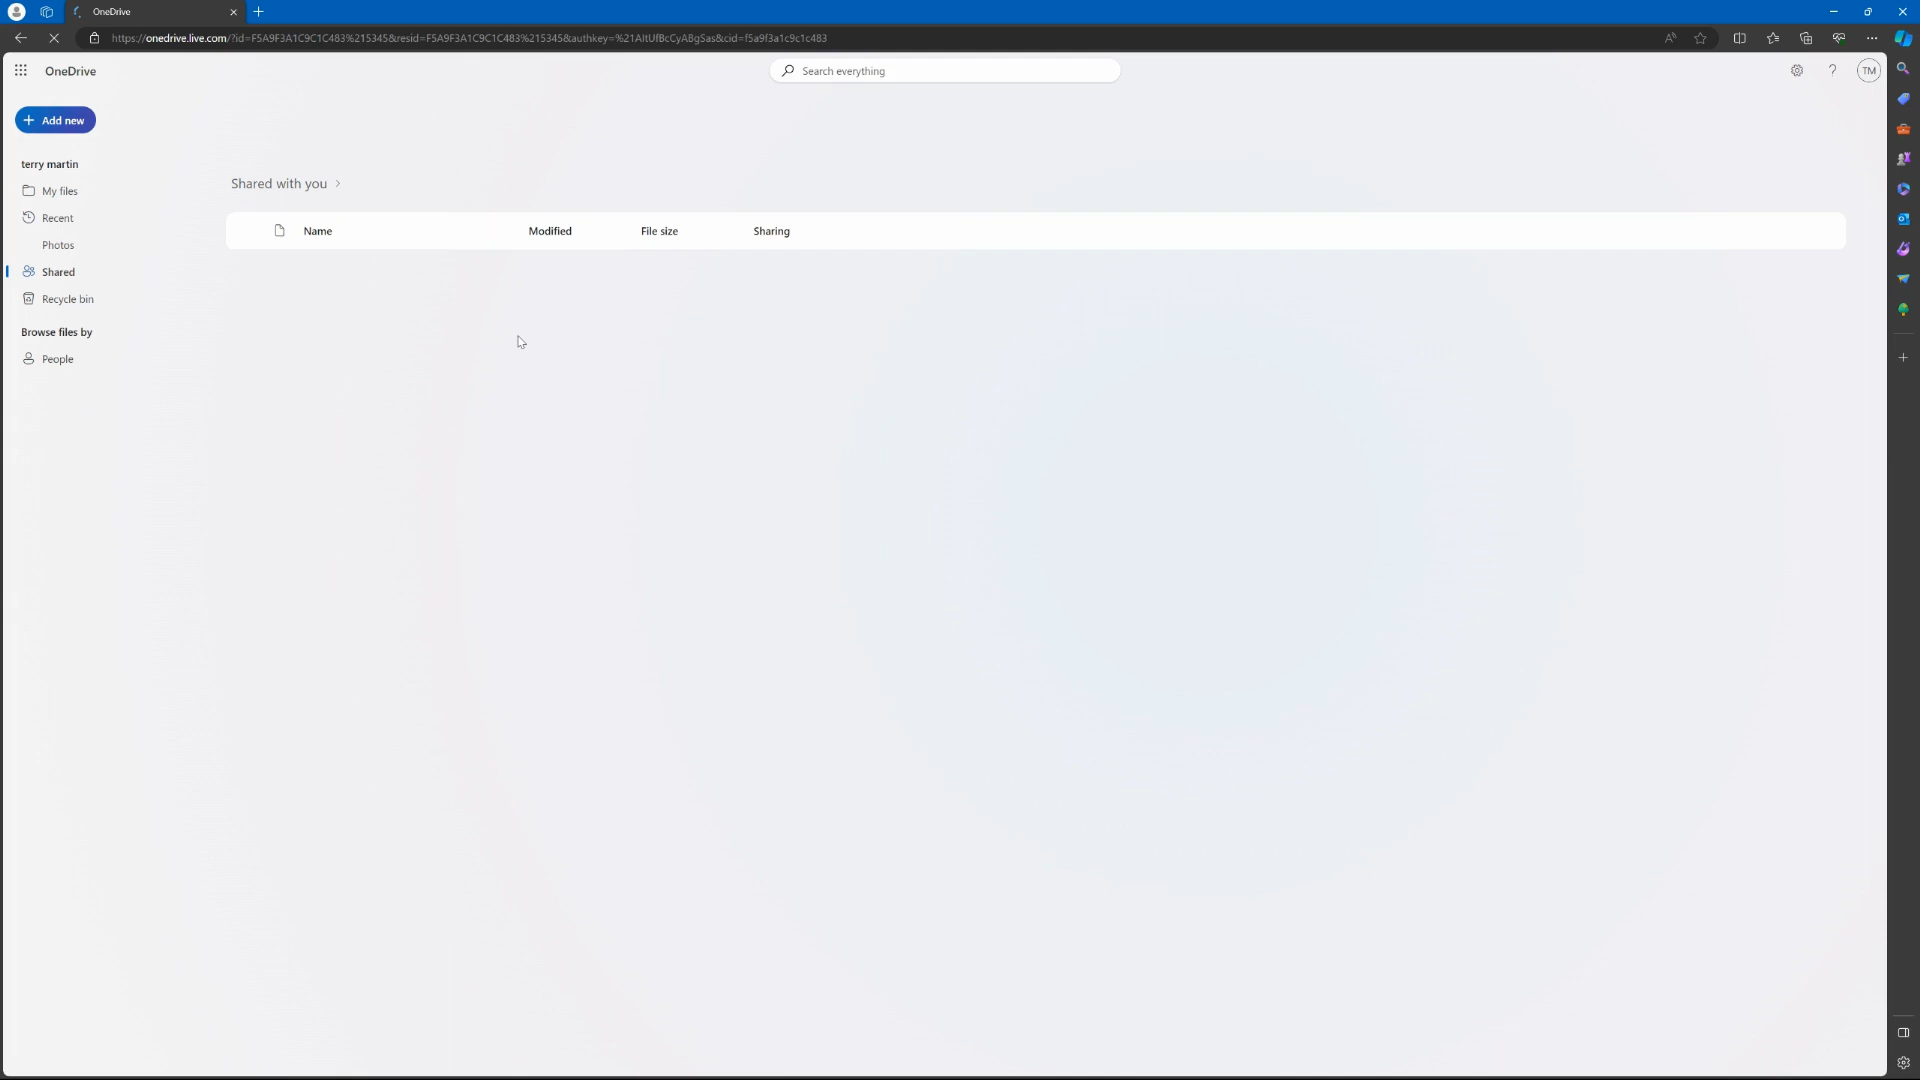 OneDrive
https://onedrive.live.com/?id=F5A9F3A1C9C1C483%215345&resid=F5A9F3A1C9C1C483%215345&authkey=%21AItUfBcCyABgSas&cid=f5a9f3a1c9c1c483
OneDrive
Search everything
?
TM
+ Add new
terry martin
My files
Recent
Photos
Shared
Recycle bin
Browse files by
People
Shared with you >
Name Modified File size Sharing